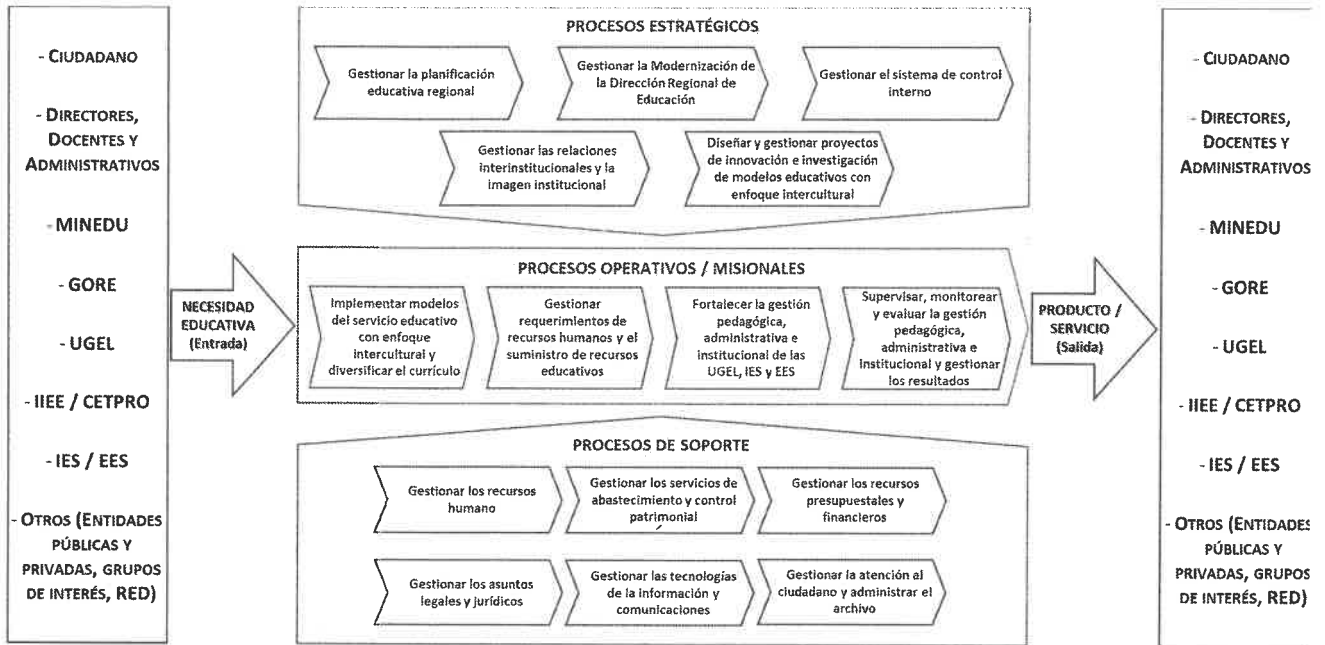 - CIUDADANO
- DIRECTORES,
DOCENTES Y
ADMINISTRATIVOS
- MINEDU
- GORE
- UGEL
- IIEE / CETPRO
- IES / EES
- OTROS (ENTIDADES
PÚBLICAS Y
PRIVADAS, GRUPOS
DE INTERÉS, RED)
NECESIDAD
EDUCATIVA
(Entrada)
PROCESOS ESTRATÉGICOS
Gestionar la planificación
educativa regional
Gestionar la Modernización de
la Dirección Regional de
Educación
Gestionar el sistema de control
interno
Gestionar las relaciones
interinstitucionales y la
imagen institucional
Diseñar y gestionar proyectos
de innovación e investigación
de modelos educativos con
enfoque intercultural
PROCESOS OPERATIVOS / MISIONALES
Implementar modelos
del servicio educativo
con enfoque
intercultural y
diversificar el currículo
Gestionar
requerimientos de
recursos humanos y el
suministro de recursos
educativos
Fortalecer la gestión
pedagógica,
administrativa e
institucional de las
UGEL, IES y EES
Supervisar, monitorear
y evaluar la gestión
pedagógica,
administrativa e
Institucional y gestionar
los resultados
PROCESOS DE SOPORTE
Gestionar los recursos
humano
Gestionar los servicios de
abastecimiento y control
patrimonial
Gestionar los recursos
presupuestales y
financieros
Gestionar los asuntos
legales y jurídicos
Gestionar las tecnologías
de la información y
comunicaciones
Gestionar la atención al
ciudadano y administrar el
archivo
PRODUCTO /
SERVICIO
(Salida)
- CIUDADANO
- DIRECTORES,
DOCENTES Y
ADMINISTRATIVOS
- MINEDU
- GORE
- UGEL
- IIEE / CETPRO
- IES / EES
- OTROS (ENTIDADES
PÚBLICAS Y
PRIVADAS, GRUPOS
DE INTERÉS, RED)